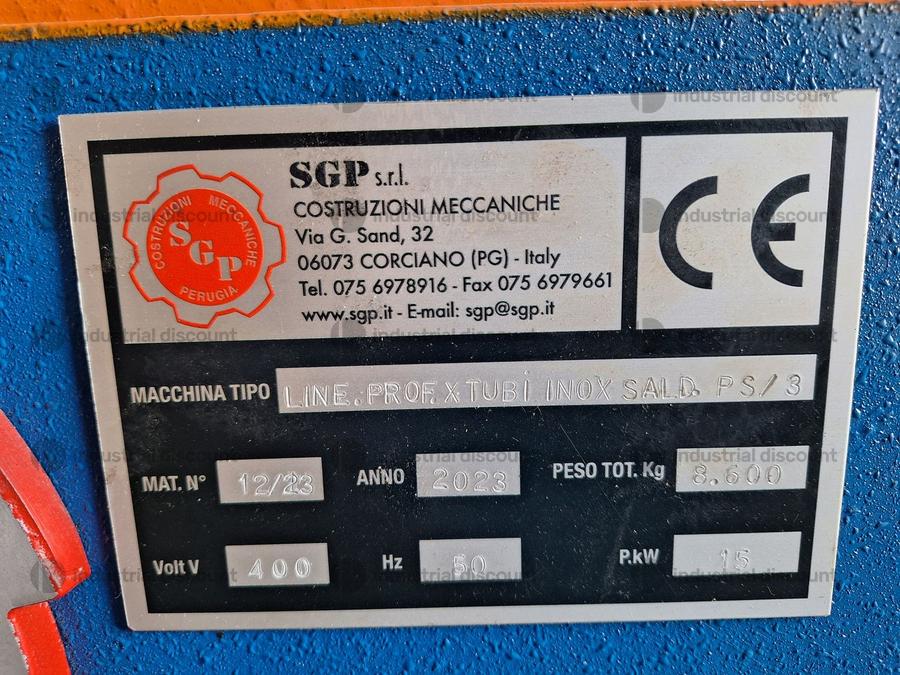 SGP s.r.l.
COSTRUZIONI MECCANICHE
Via G. Sand, 32
06073 CORCIANO (PG) - Italy
Tel. 075 6978916 - Fax 075 6979661
www.sgp.it - E-mail: sgp@sgp.it
COSTRUZIONI MECCANICHE
SGP
PERUGIA
CE
MACCHINA TIPO LINE.PROF.X TUBI INOX SALD. PS/3
MAT. N° 12/23 ANNO 2023 PESO TOT. Kg 8.600
Volt V 400 Hz 50 P.kW 15
industrial discount